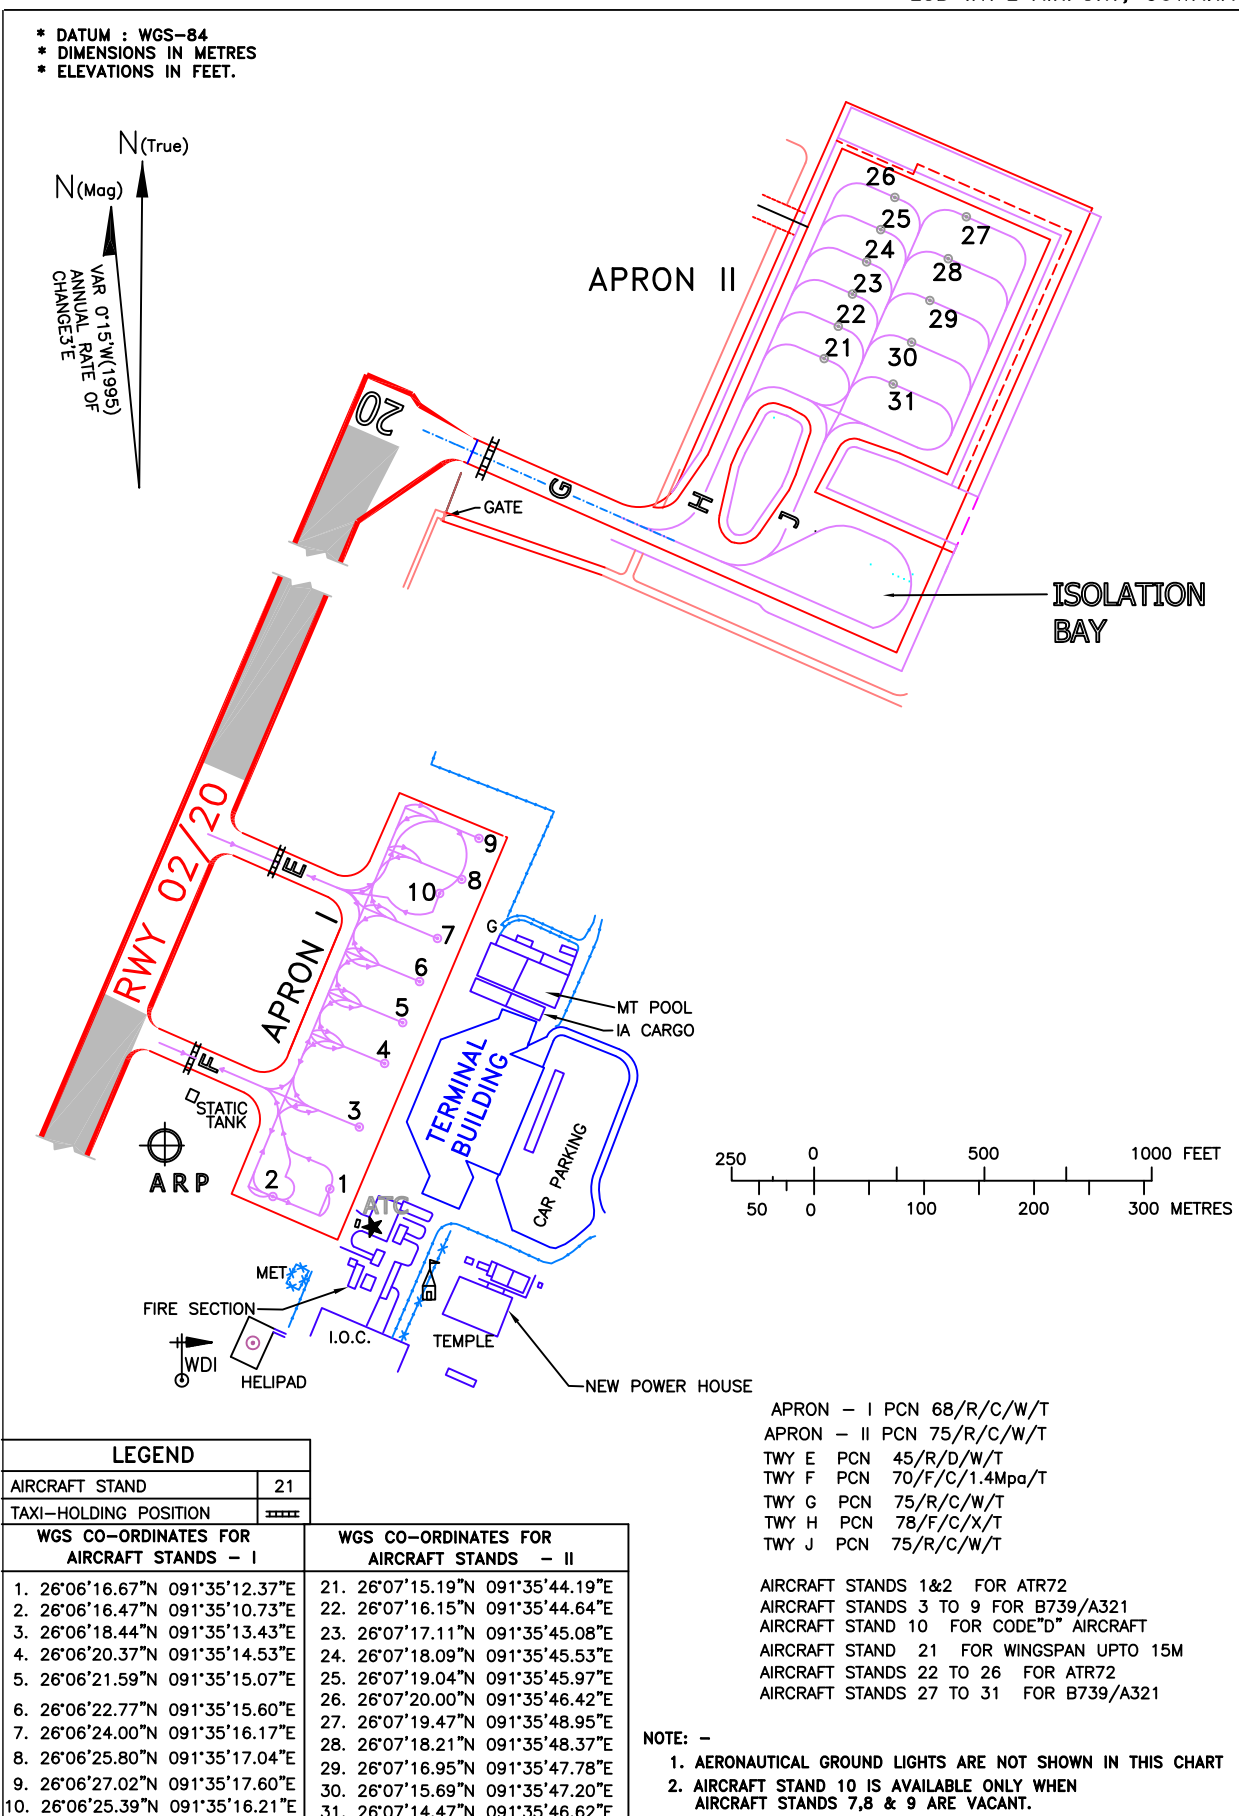 * DATUM : WGS-84
* DIMENSIONS IN METRES
* ELEVATIONS IN FEET.
N(True)
N(Mag)
VAR 0°15'W(1995)
ANNUAL RATE OF
CHANGE3'E
APRON II
26
25
24
23
22
21
27
28
29
30
31
20
G
H
J
GATE
ISOLATION
BAY
RWY 02/20
E
F
APRON I
9
8
10
7
6
5
4
3
2
1
G
MT POOL
IA CARGO
TERMINAL
BUILDING
CAR PARKING
STATIC
TANK
ARP
ATC
MET
FIRE SECTION
I.O.C.
TEMPLE
WDI
HELIPAD
NEW POWER HOUSE
250 0 500 1000 FEET
50 0 100 200 300 METRES
APRON - I PCN 68/R/C/W/T
APRON - II PCN 75/R/C/W/T
TWY E PCN 45/R/D/W/T
TWY F PCN 70/F/C/1.4Mpa/T
TWY G PCN 75/R/C/W/T
TWY H PCN 78/F/C/X/T
TWY J PCN 75/R/C/W/T
AIRCRAFT STANDS 1&2 FOR ATR72
AIRCRAFT STANDS 3 TO 9 FOR B739/A321
AIRCRAFT STAND 10 FOR CODE"D" AIRCRAFT
AIRCRAFT STAND 21 FOR WINGSPAN UPTO 15M
AIRCRAFT STANDS 22 TO 26 FOR ATR72
AIRCRAFT STANDS 27 TO 31 FOR B739/A321
NOTE: -
1. AERONAUTICAL GROUND LIGHTS ARE NOT SHOWN IN THIS CHART
2. AIRCRAFT STAND 10 IS AVAILABLE ONLY WHEN
AIRCRAFT STANDS 7,8 & 9 ARE VACANT.
LEGEND
AIRCRAFT STAND 21
TAXI-HOLDING POSITION
WGS CO-ORDINATES FOR
AIRCRAFT STANDS - I
1. 26°06'16.67"N 091°35'12.37"E
2. 26°06'16.47"N 091°35'10.73"E
3. 26°06'18.44"N 091°35'13.43"E
4. 26°06'20.37"N 091°35'14.53"E
5. 26°06'21.59"N 091°35'15.07"E
6. 26°06'22.77"N 091°35'15.60"E
7. 26°06'24.00"N 091°35'16.17"E
8. 26°06'25.80"N 091°35'17.04"E
9. 26°06'27.02"N 091°35'17.60"E
10. 26°06'25.39"N 091°35'16.21"E
WGS CO-ORDINATES FOR
AIRCRAFT STANDS - II
21. 26°07'15.19"N 091°35'44.19"E
22. 26°07'16.15"N 091°35'44.64"E
23. 26°07'17.11"N 091°35'45.08"E
24. 26°07'18.09"N 091°35'45.53"E
25. 26°07'19.04"N 091°35'45.97"E
26. 26°07'20.00"N 091°35'46.42"E
27. 26°07'19.47"N 091°35'48.95"E
28. 26°07'18.21"N 091°35'48.37"E
29. 26°07'16.95"N 091°35'47.78"E
30. 26°07'15.69"N 091°35'47.20"E
31. 26°07'14.47"N 091°35'46.62"E